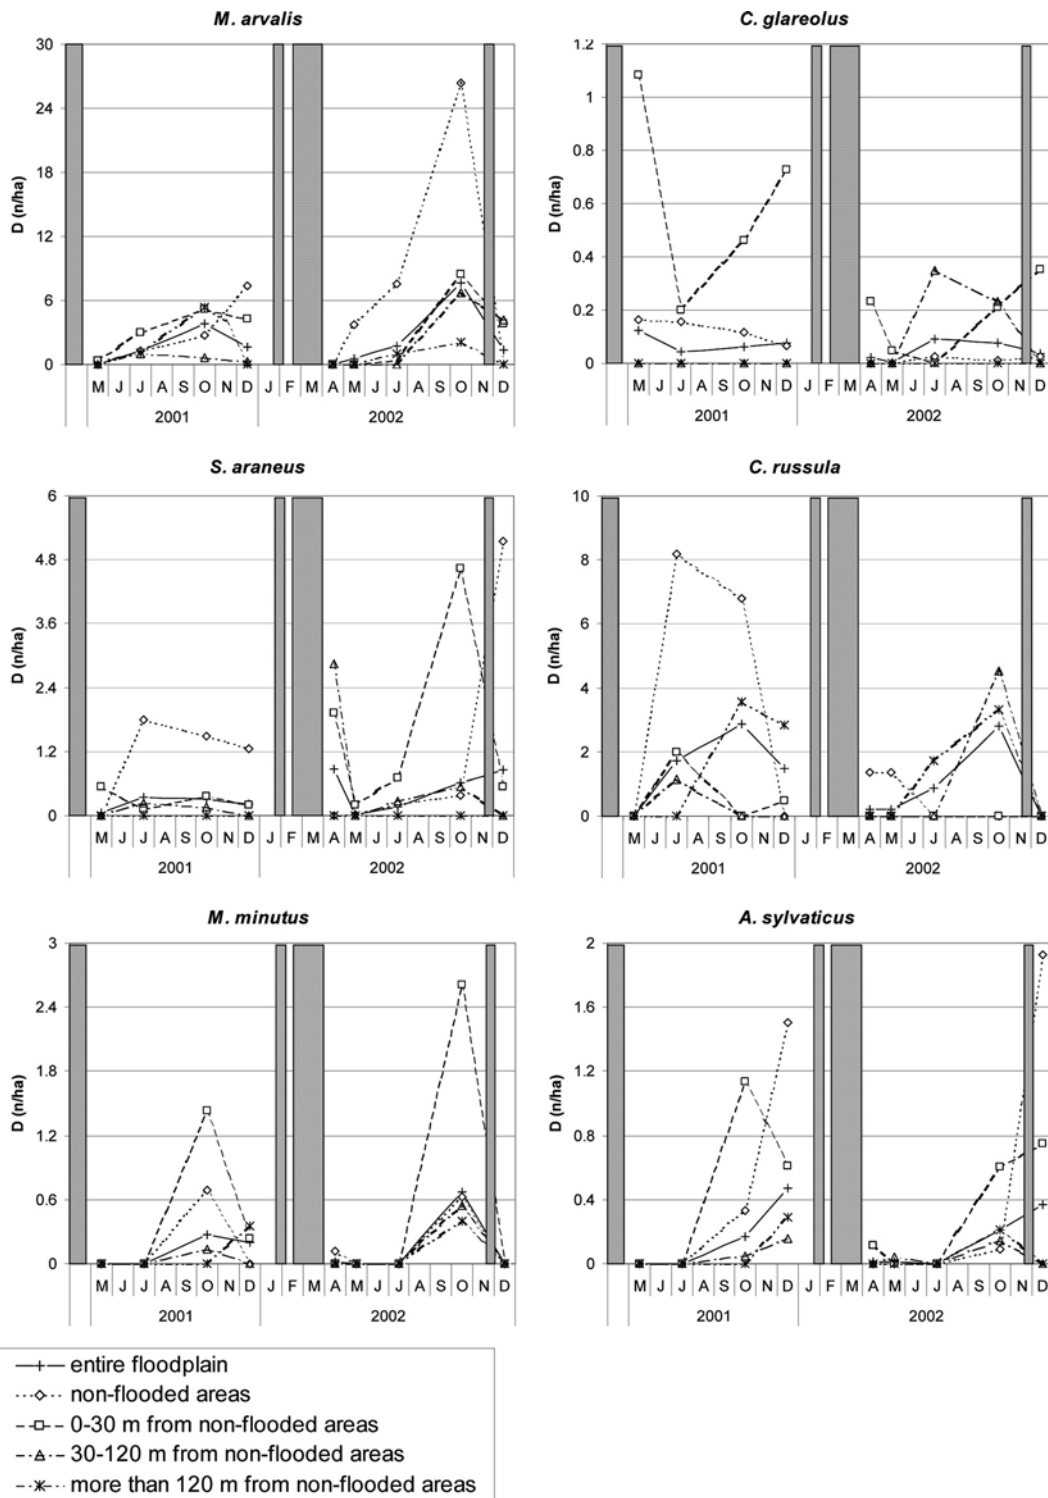 M. arvalis
30
24
18
12
6
0
D (n/ha)
M J J A S O N D J F M A M J J A S O N D
2001 2002
C. glareolus
1.2
1
0.8
0.6
0.4
0.2
0
D (n/ha)
M J J A S O N D J F M A M J J A S O N D
2001 2002
S. araneus
6
4.8
3.6
2.4
1.2
0
D (n/ha)
M J J A S O N D J F M A M J J A S O N D
2001 2002
C. russula
10
8
6
4
2
0
D (n/ha)
M J J A S O N D J F M A M J J A S O N D
2001 2002
M. minutus
3
2.4
1.8
1.2
0.6
0
D (n/ha)
M J J A S O N D J F M A M J J A S O N D
2001 2002
A. sylvaticus
2
1.6
1.2
0.8
0.4
0
D (n/ha)
M J J A S O N D J F M A M J J A S O N D
2001 2002
entire floodplain
non-flooded areas
0-30 m from non-flooded areas
30-120 m from non-flooded areas
more than 120 m from non-flooded areas